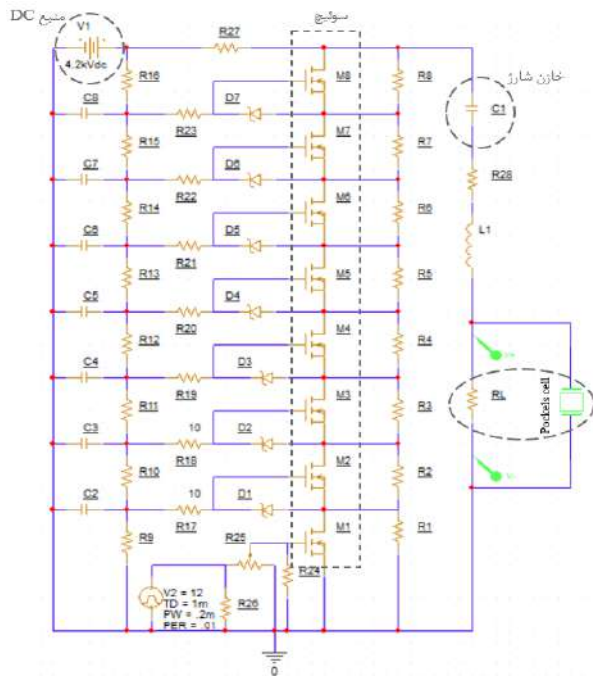 منبع DC
V1
4.2kVdc
سوئیچ
خازن شارژ
R27
R16
R8
M8
C8
D7
R23
C1
M7
R15
R7
R28
C7
D6
R22
M6
R14
R6
L1
C6
D5
R21
M5
R13
R5
C5
D4
R20
M4
R12
R4
C4
D3
R19
M3
R11
R3
RL
Pockels cell
C3
10
D2
R18
M2
R10
R2
C2
10
D1
R17
M1
R9
R25
R1
R24
V2 = 12
TD = 1m
PW = .2m
PER = .01
R26
0